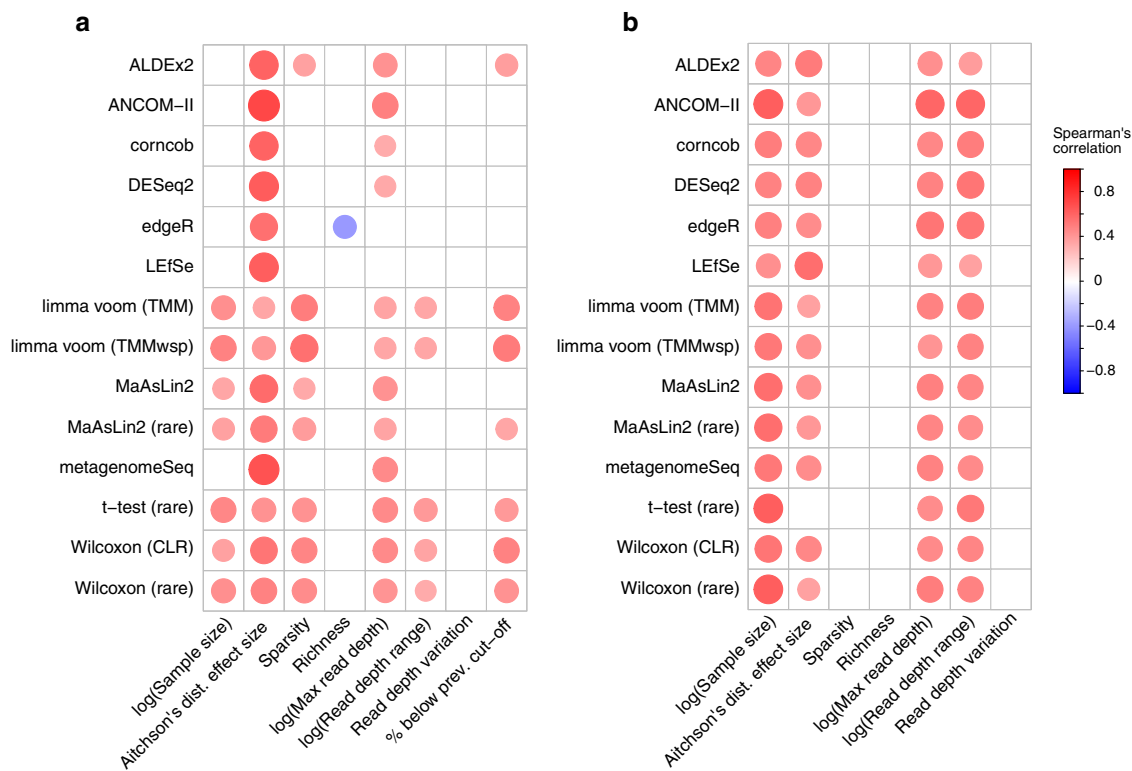 a
ALDEx2
ANCOM−II
corncob
DESeq2
edgeR
LEfSe
limma voom (TMM)
limma voom (TMMwsp)
MaAsLin2
MaAsLin2 (rare)
metagenomeSeq
t−test (rare)
Wilcoxon (CLR)
Wilcoxon (rare)
log(Sample size)
Aitchson's dist. effect size
Sparsity
Richness
log(Max read depth)
log(Read depth range)
Read depth variation
% below prev. cut−off
b
ALDEx2
ANCOM−II
corncob
DESeq2
edgeR
LEfSe
limma voom (TMM)
limma voom (TMMwsp)
MaAsLin2
MaAsLin2 (rare)
metagenomeSeq
t−test (rare)
Wilcoxon (CLR)
Wilcoxon (rare)
log(Sample size)
Aitchson's dist. effect size
Sparsity
Richness
log(Max read depth)
log(Read depth range)
Read depth variation
Spearman's
correlation
0.8
0.4
0
−0.4
−0.8